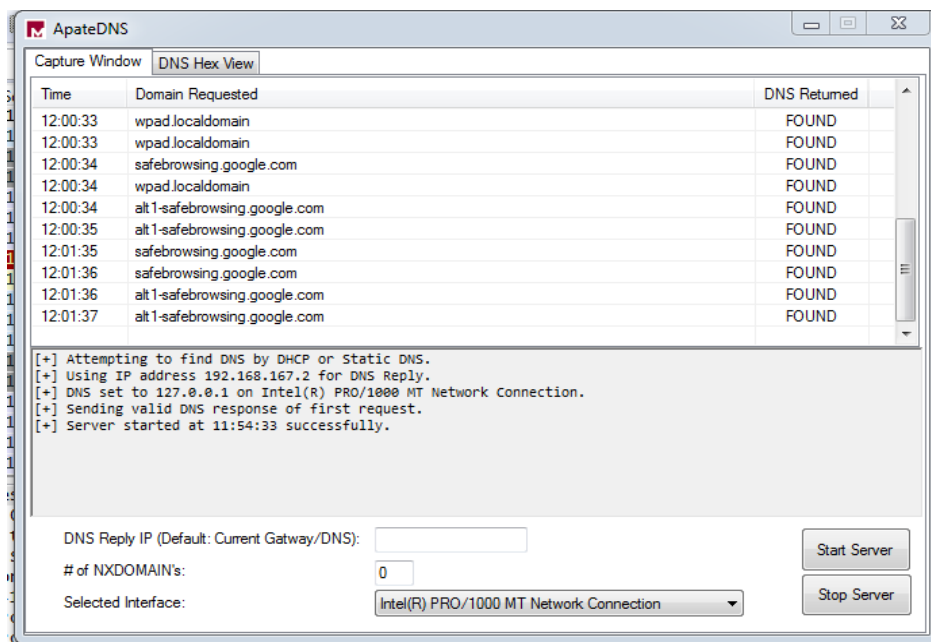 ApateDNS
Capture Window DNS Hex View
Time Domain Requested DNS Returned
12:00:33 wpad.localdomain FOUND
12:00:33 wpad.localdomain FOUND
12:00:34 safebrowsing.google.com FOUND
12:00:34 wpad.localdomain FOUND
12:00:34 alt1-safebrowsing.google.com FOUND
12:00:35 alt1-safebrowsing.google.com FOUND
12:01:35 safebrowsing.google.com FOUND
12:01:36 safebrowsing.google.com FOUND
12:01:36 alt1-safebrowsing.google.com FOUND
12:01:37 alt1-safebrowsing.google.com FOUND
[+] Attempting to find DNS by DHCP or Static DNS.
[+] Using IP address 192.168.167.2 for DNS Reply.
[+] DNS set to 127.0.0.1 on Intel(R) PRO/1000 MT Network Connection.
[+] Sending valid DNS response of first request.
[+] Server started at 11:54:33 successfully.
DNS Reply IP (Default: Current Gatway/DNS):
Start Server
# of NXDOMAIN's: 0
Stop Server
Selected Interface: Intel(R) PRO/1000 MT Network Connection